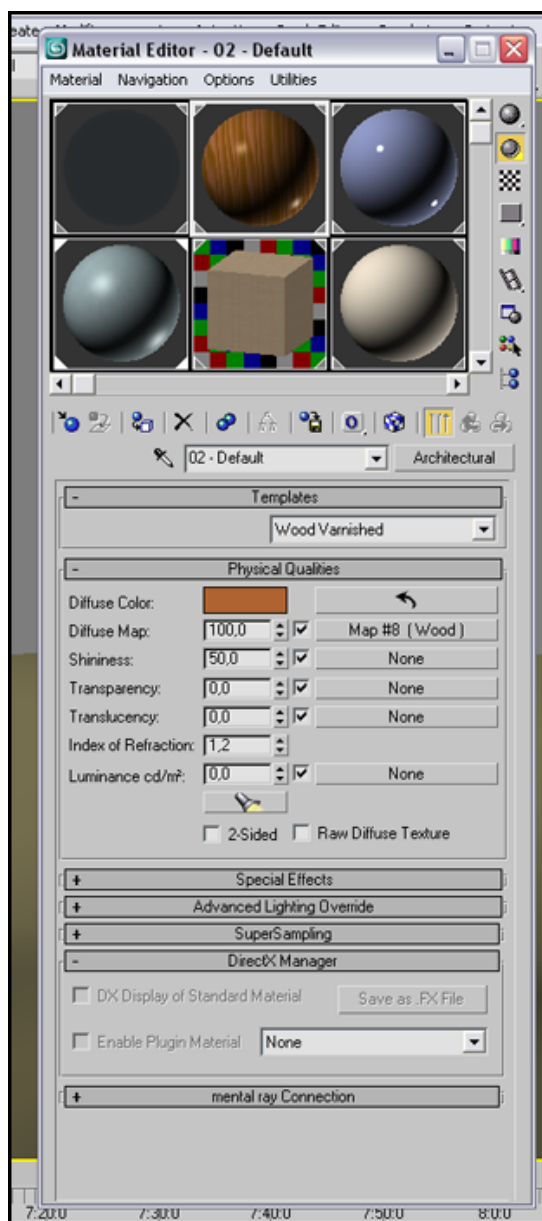 Material Editor - 02 - Default
Material Navigation Options Utilities
02 - Default Architectural
- Templates
Wood Varnished
- Physical Qualities
Diffuse Color:
Diffuse Map: 100,0 Map #8 (Wood)
Shininess: 50,0 None
Transparency: 0,0 None
Translucency: 0,0 None
Index of Refraction: 1,2
Luminance cd/m²: 0,0 None
2-Sided Raw Diffuse Texture
+ Special Effects
+ Advanced Lighting Override
+ SuperSampling
- DirectX Manager
DX Display of Standard Material Save as .FX File
Enable Plugin Material None
+ mental ray Connection
7:20:0 7:30:0 7:40:0 7:50:0 8:0:0